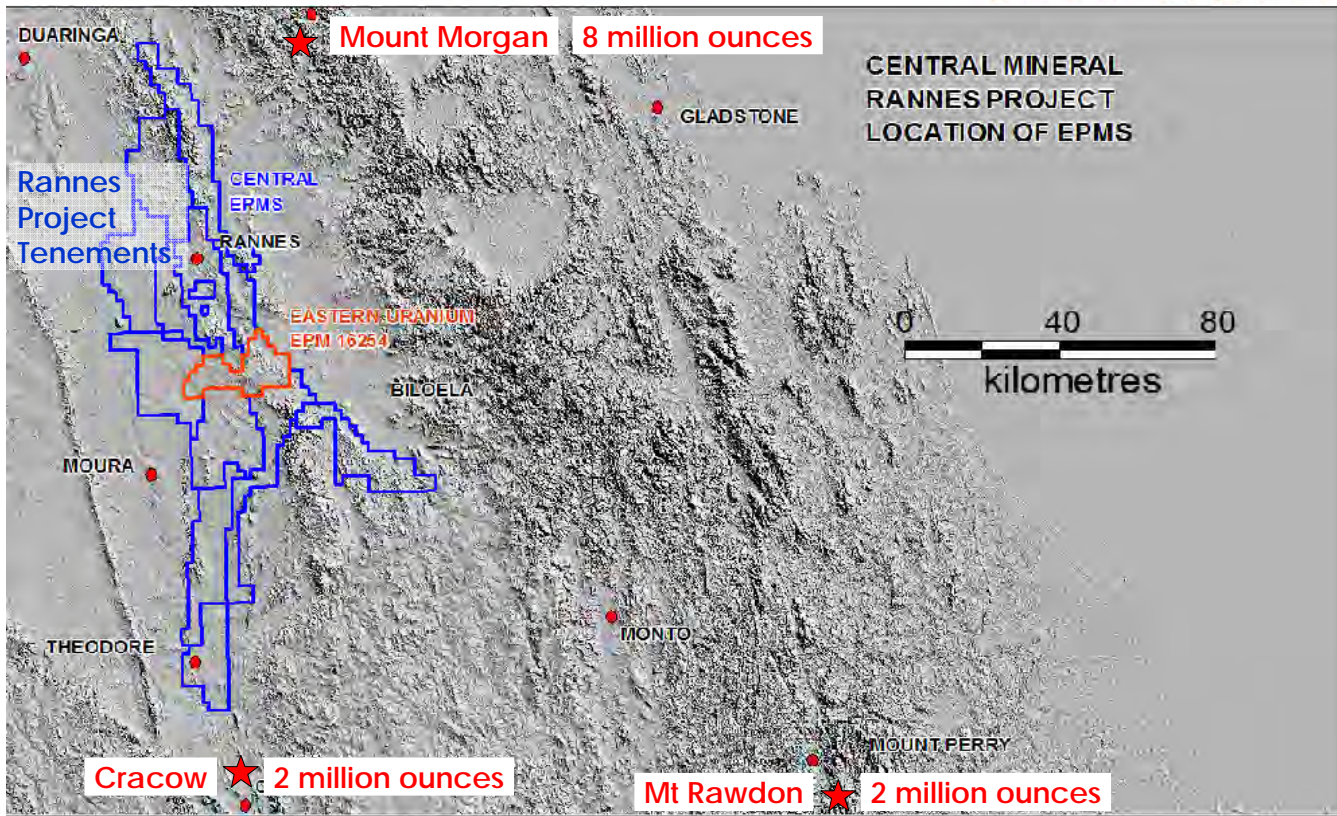 DUARINGA
Mount Morgan 8 million ounces
CENTRAL MINERAL
RANNES PROJECT
LOCATION OF EPMS
GLADSTONE
Rannes
Project
Tenements
CENTRAL
EPMS
RANNES
EASTERN URANIUM
EPM 16254
0 40 80
kilometres
BILOELA
MOURA
MONTO
THEODORE
MOUNT PERRY
Cracow 2 million ounces
Mt Rawdon 2 million ounces